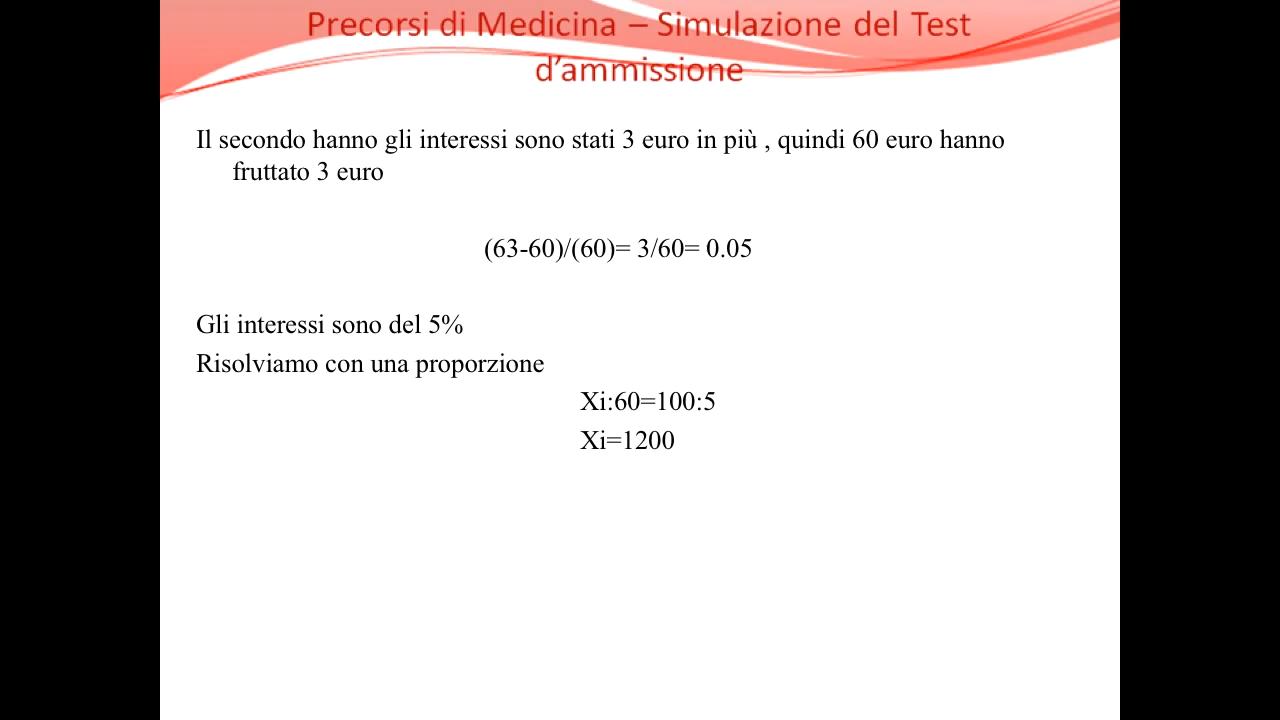 Precorsi di Medicina – Simulazione del Test
d’ammissione
Il secondo hanno gli interessi sono stati 3 euro in più , quindi 60 euro hanno
fruttato 3 euro
(63-60)/(60)= 3/60= 0.05
Gli interessi sono del 5%
Risolviamo con una proporzione
Xi:60=100:5
Xi=1200